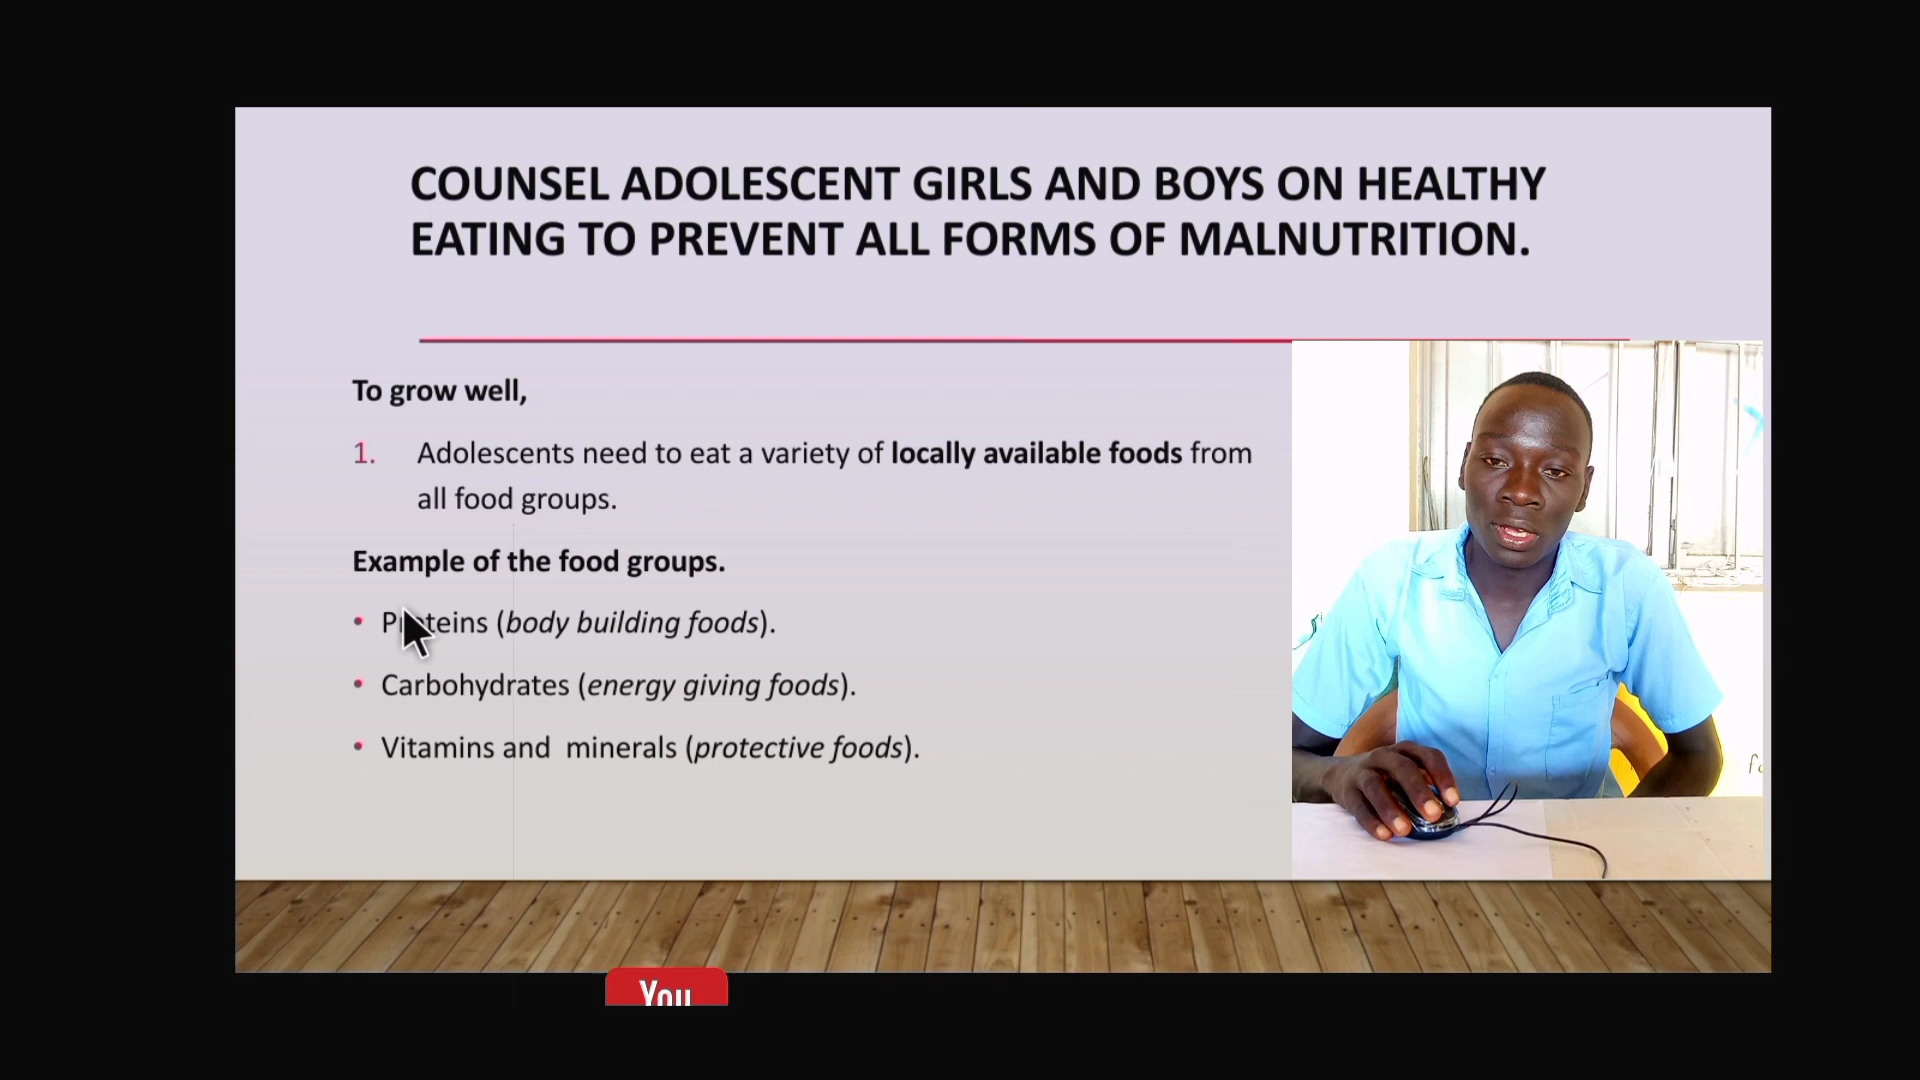 COUNSEL ADOLESCENT GIRLS AND BOYS ON HEALTHY
EATING TO PREVENT ALL FORMS OF MALNUTRITION.
To grow well,
1. Adolescents need to eat a variety of locally available foods from
all food groups.
Example of the food groups.
• Proteins (body building foods).
• Carbohydrates (energy giving foods).
• Vitamins and  minerals (protective foods).
You